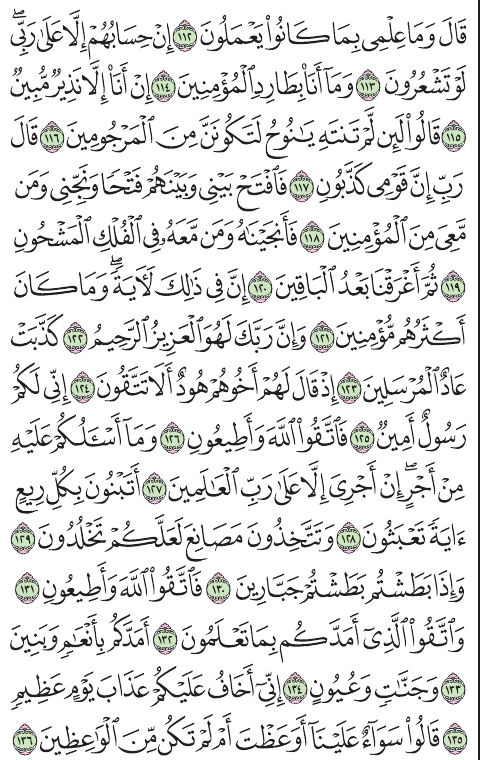 قَالَ وَمَا عِلْمِى بِمَا كَانُوا۟ يَعْمَلُونَ ١١٢ إِنْ حِسَابُهُمْ إِلَّا عَلَىٰ رَبِّى ۖ
لَوْ تَشْعُرُونَ ١١٣ وَمَآ أَنَا۠ بِطَارِدِ ٱلْمُؤْمِنِينَ ١١٤ إِنْ أَنَا۠ إِلَّا نَذِيرٌ مُّبِينٌ
١١٥ قَالُوا۟ لَئِن لَّمْ تَنتَهِ يَـٰنُوحُ لَتَكُونَنَّ مِنَ ٱلْمَرْجُومِينَ ١١٦ قَالَ
رَبِّ إِنَّ قَوْمِى كَذَّبُونِ ١١٧ فَٱفْتَحْ بَيْنِى وَبَيْنَهُمْ فَتْحًا وَنَجِّنِى وَمَن
مَّعِىَ مِنَ ٱلْمُؤْمِنِينَ ١١٨ فَأَنجَيْنَـٰهُ وَمَن مَّعَهُۥ فِى ٱلْفُلْكِ ٱلْمَشْحُونِ
١١٩ ثُمَّ أَغْرَقْنَا بَعْدُ ٱلْبَاقِينَ ١٢٠ إِنَّ فِى ذَٰلِكَ لَـَٔايَةً ۖ وَمَا كَانَ
أَكْثَرُهُم مُّؤْمِنِينَ ١٢١ وَإِنَّ رَبَّكَ لَهُوَ ٱلْعَزِيزُ ٱلرَّحِيمُ ١٢٢ كَذَّبَتْ
عَادٌ ٱلْمُرْسَلِينَ ١٢٣ إِذْ قَالَ لَهُمْ أَخُوهُمْ هُودٌ أَلَا تَتَّقُونَ ١٢٤ إِنِّى لَكُمْ
رَسُولٌ أَمِينٌ ١٢٥ فَٱتَّقُوا۟ ٱللَّهَ وَأَطِيعُونِ ١٢٦ وَمَآ أَسْـَٔلُكُمْ عَلَيْهِ
مِنْ أَجْرٍ ۖ إِنْ أَجْرِىَ إِلَّا عَلَىٰ رَبِّ ٱلْعَـٰلَمِينَ ١٢٧ أَتَبْنُونَ بِكُلِّ رِيعٍ
ءَايَةً تَعْبَثُونَ ١٢٨ وَتَتَّخِذُونَ مَصَانِعَ لَعَلَّكُمْ تَخْلُدُونَ ١٢٩
وَإِذَا بَطَشْتُم بَطَشْتُمْ جَبَّارِينَ ١٣٠ فَٱتَّقُوا۟ ٱللَّهَ وَأَطِيعُونِ ١٣١
وَٱتَّقُوا۟ ٱلَّذِىٓ أَمَدَّكُم بِمَا تَعْلَمُونَ ١٣٢ أَمَدَّكُم بِأَنْعَـٰمٍ وَبَنِينَ
١٣٣ وَجَنَّـٰتٍ وَعُيُونٍ ١٣٤ إِنِّىٓ أَخَافُ عَلَيْكُمْ عَذَابَ يَوْمٍ عَظِيمٍ
١٣٥ قَالُوا۟ سَوَآءٌ عَلَيْنَآ أَوَعَظْتَ أَمْ لَمْ تَكُن مِّنَ ٱلْوَٰعِظِينَ ١٣٦